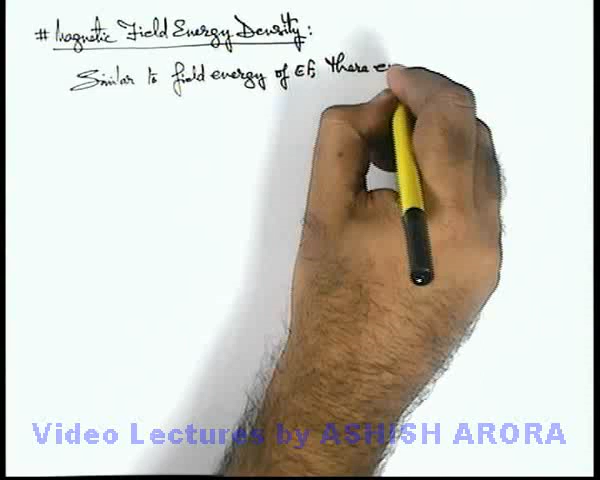 # Magnetic Field Energy Density:
Similar to field energy of EF, there e
Video Lectures by ASHISH ARORA